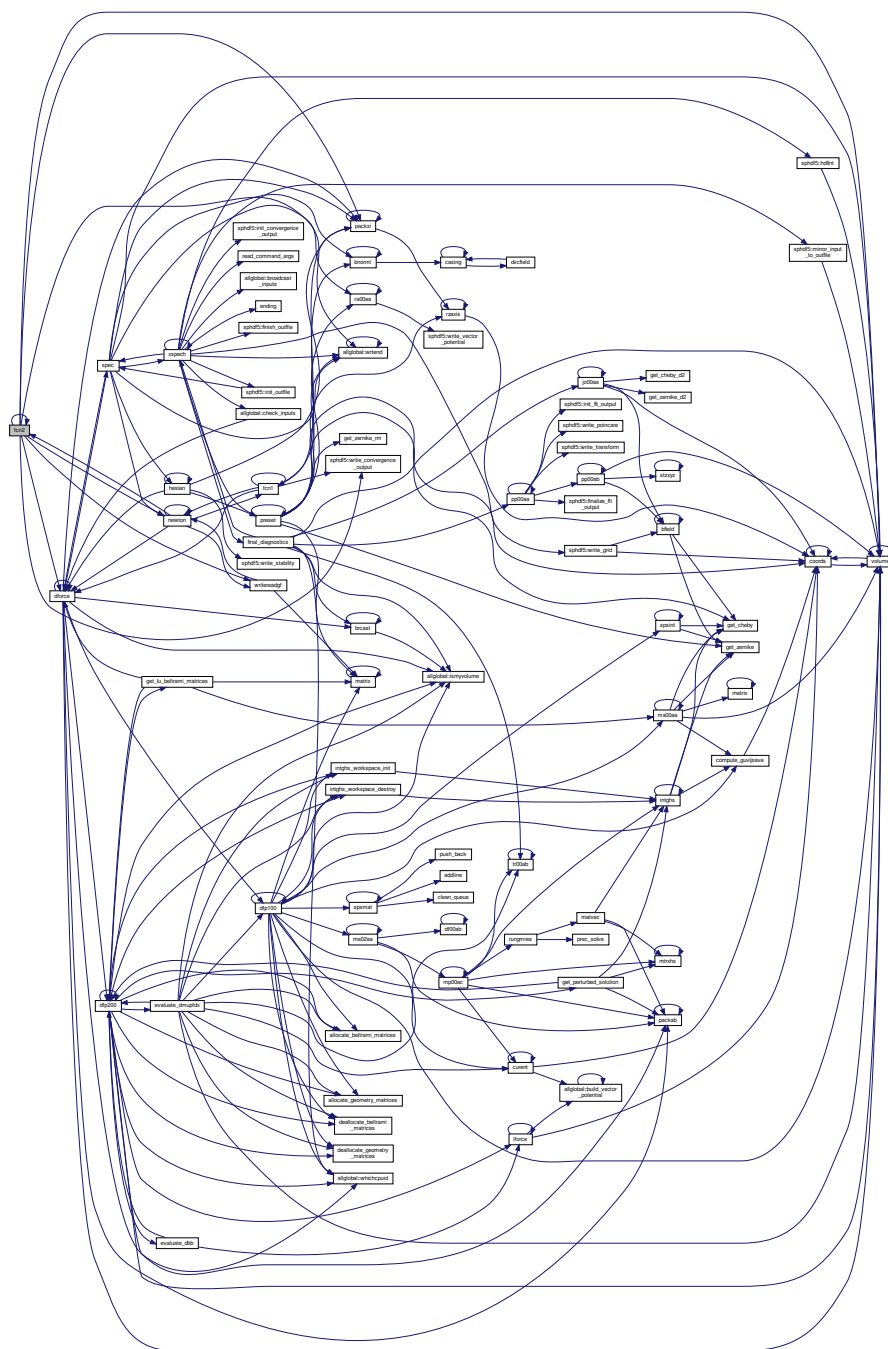 sphdf5::hdfint
packxi
sphdf5::init_convergence
_output
sphdf5::mirror_input
_to_outfile
read_command_args
bnorml
casing
dvcfield
allglobal::broadcast
_inputs
ra00aa
ending
rzaxis
sphdf5::finish_outfile
sphdf5::write_vector
_potential
xspech
allglobal::wrtend
spec
get_cheby_d2
jo00aa
sphdf5::init_outfile
get_zernike_d2
sphdf5::init_flt_output
allglobal::check_inputs
sphdf5::write_poincare
fcn2
get_zernike_rm
sphdf5::write_transform
sphdf5::write_convergence
_output
pp00ab
stzxyz
hesian
fcn1
pp00aa
sphdf5::finalize_flt
_output
newton
preset
bfield
final_diagnostics
sphdf5::write_grid
sphdf5::write_stability
coords
volume
writereadgf
dforce
brcast
spsint
get_cheby
get_zernike
allglobal::ismyvolume
get_lu_beltrami_matrices
matrix
metrix
ma00aa
compute_guvijsave
intghs_workspace_init
intghs_workspace_destroy
intghs
push_back
tr00ab
addline
clean_queue
dfp100
spsmat
matvec
ma02aa
df00ab
rungmres
prec_solve
mtrxhs
mp00ac
get_perturbed_solution
dfp200
evaluate_dmupfdx
packab
allocate_beltrami_matrices
curent
allglobal::build_vector
_potential
allocate_geometry_matrices
deallocate_beltrami
_matrices
lforce
deallocate_geometry
_matrices
allglobal::whichcpuid
evaluate_dbb